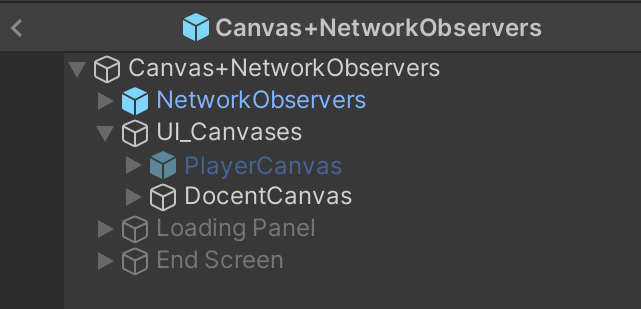 Canvas+NetworkObservers
Canvas+NetworkObservers
NetworkObservers
UI_Canvases
PlayerCanvas
DocentCanvas
Loading Panel
End Screen